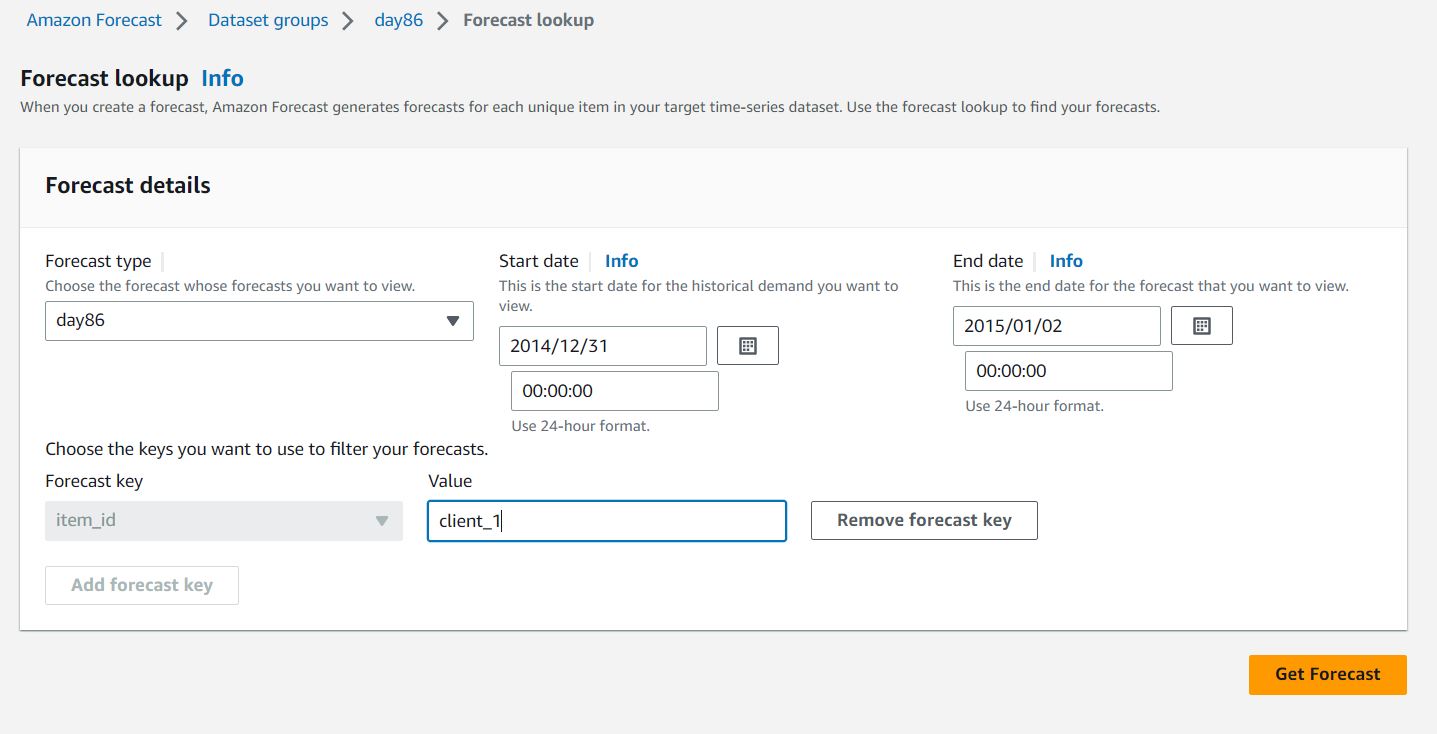 Amazon Forecast > Dataset groups > day86 > Forecast lookup
Forecast lookup Info
When you create a forecast, Amazon Forecast generates forecasts for each unique item in your target time-series dataset. Use the forecast lookup to find your forecasts.
Forecast details
Forecast type
Choose the forecast whose forecasts you want to view.
day86
Start date Info
This is the start date for the historical demand you want to
view.
2014/12/31
00:00:00
Use 24-hour format.
End date Info
This is the end date for the forecast that you want to view.
2015/01/02
00:00:00
Use 24-hour format.
Choose the keys you want to use to filter your forecasts.
Forecast key
item_id
Value
client_1
Remove forecast key
Add forecast key
Get Forecast